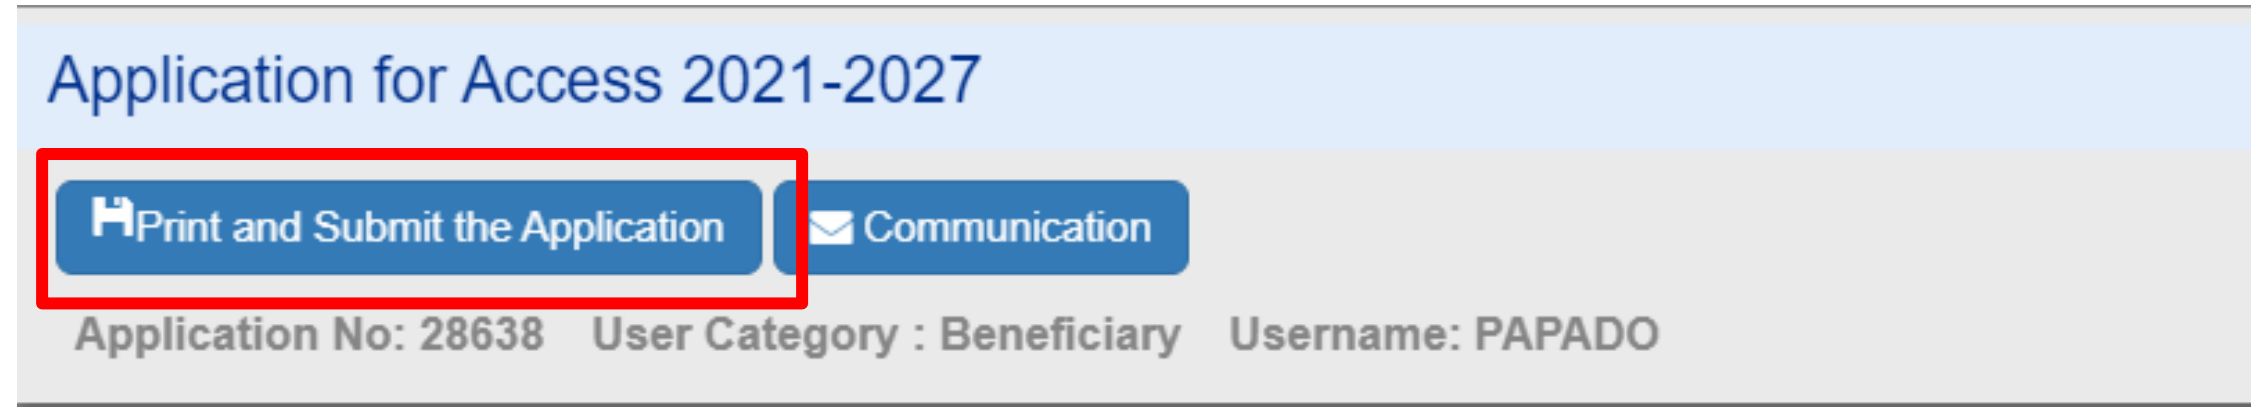 Application for Access 2021-2027
Print and Submit the Application Communication
Application No: 28638 User Category : Beneficiary Username: PAPADO